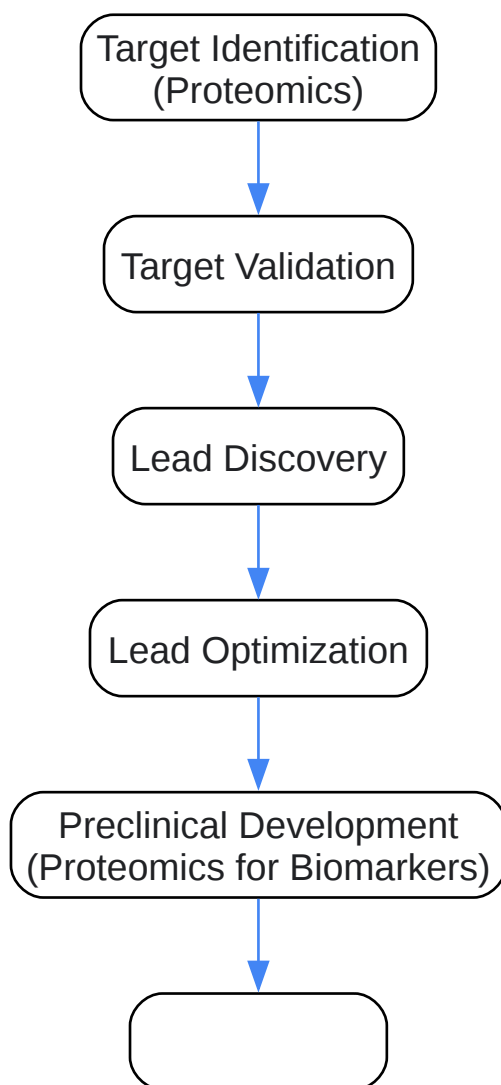 Target Identification
(Proteomics)
Target Validation
Lead Discovery
Lead Optimization
Preclinical Development
(Proteomics for Biomarkers)